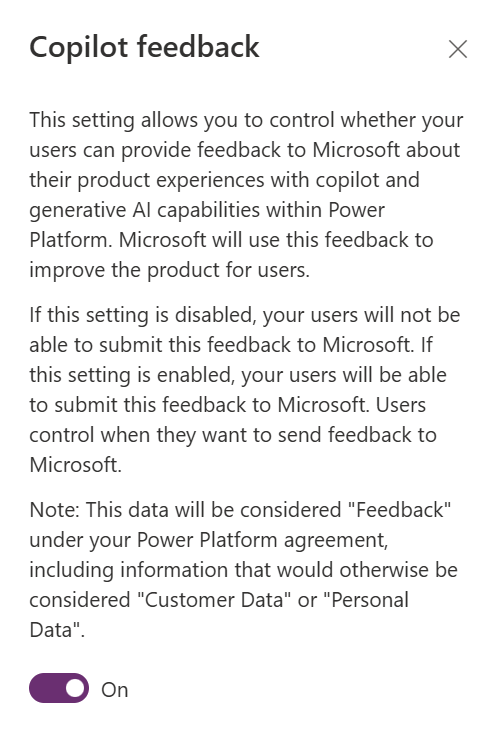 Copilot feedback
This setting allows you to control whether your
users can provide feedback to Microsoft about
their product experiences with copilot and
generative AI capabilities within Power
Platform. Microsoft will use this feedback to
improve the product for users.
If this setting is disabled, your users will not be
able to submit this feedback to Microsoft. If
this setting is enabled, your users will be able
to submit this feedback to Microsoft. Users
control when they want to send feedback to
Microsoft.
Note: This data will be considered "Feedback"
under your Power Platform agreement,
including information that would otherwise be
considered "Customer Data" or "Personal
Data".
On